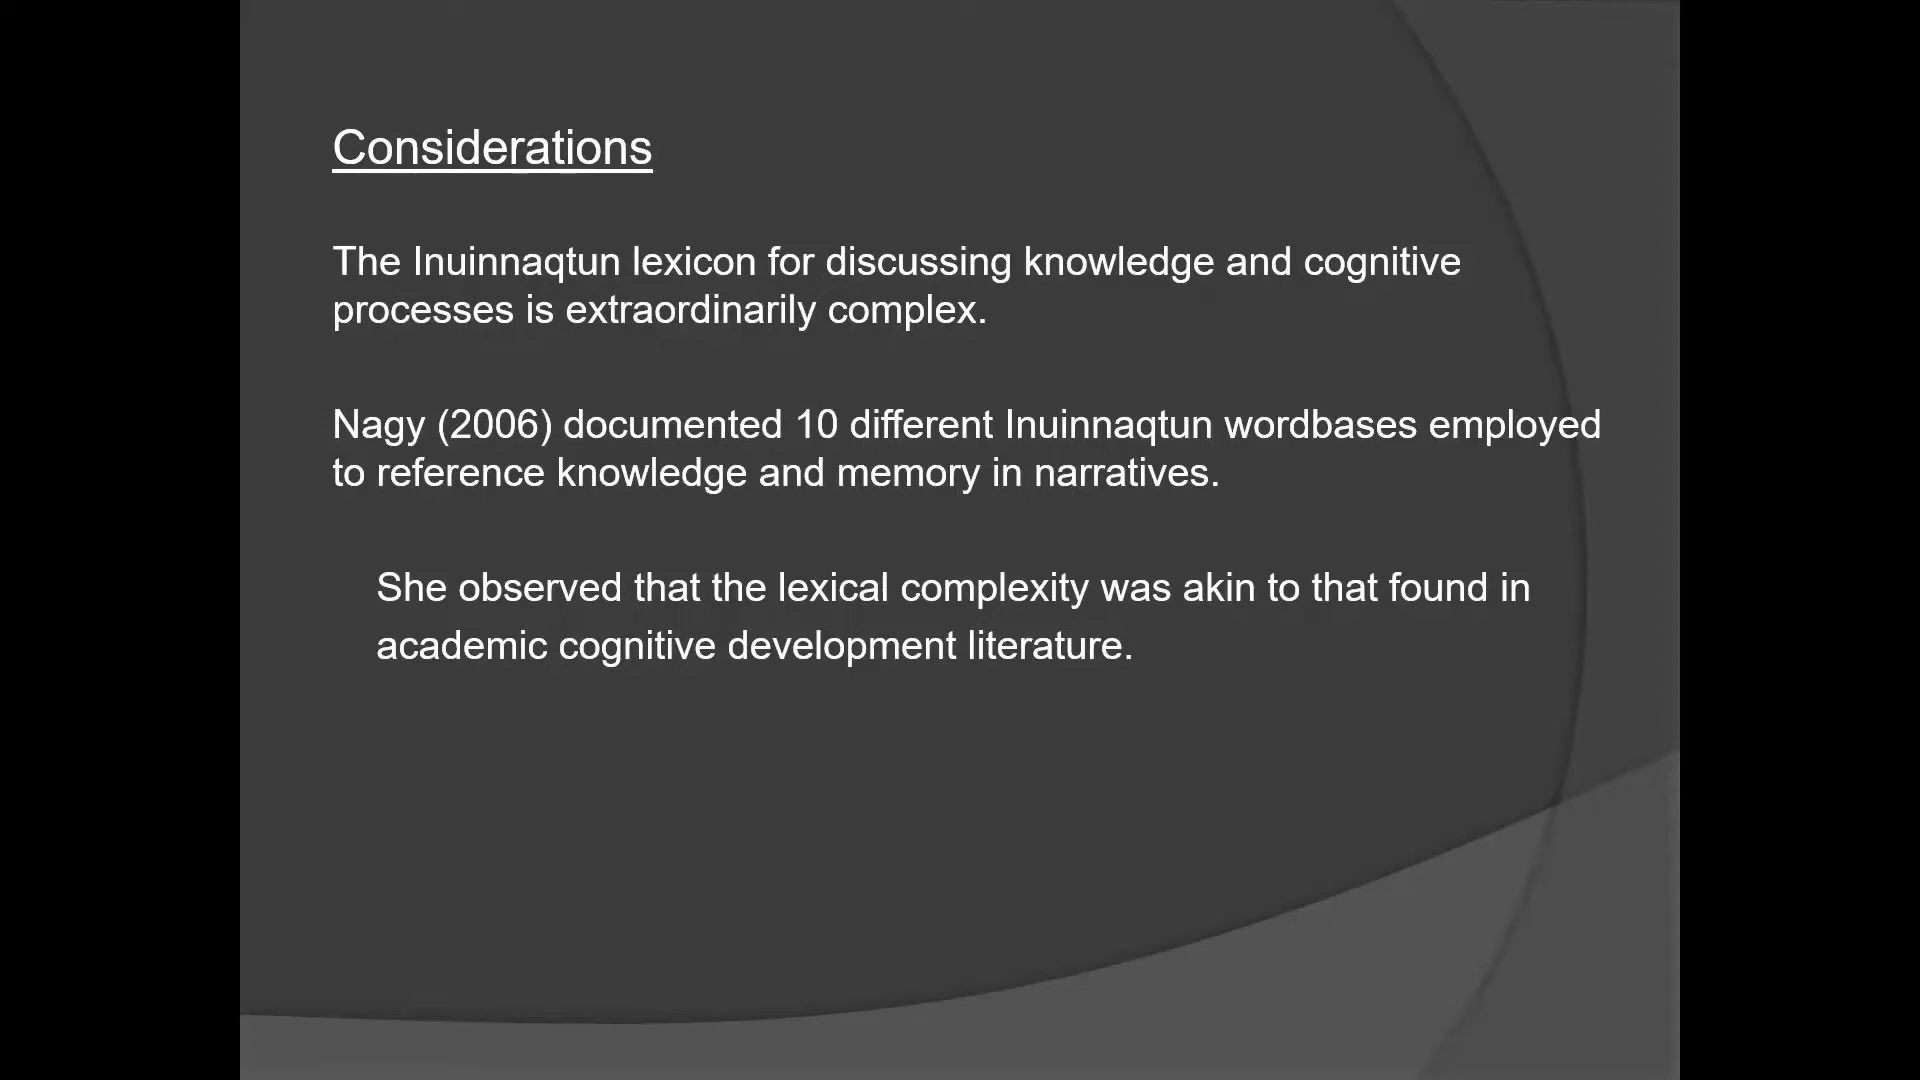 Considerations
The Inuinnaqtun lexicon for discussing knowledge and cognitive
processes is extraordinarily complex.
Nagy (2006) documented 10 different Inuinnaqtun wordbases employed
to reference knowledge and memory in narratives.
She observed that the lexical complexity was akin to that found in
academic cognitive development literature.